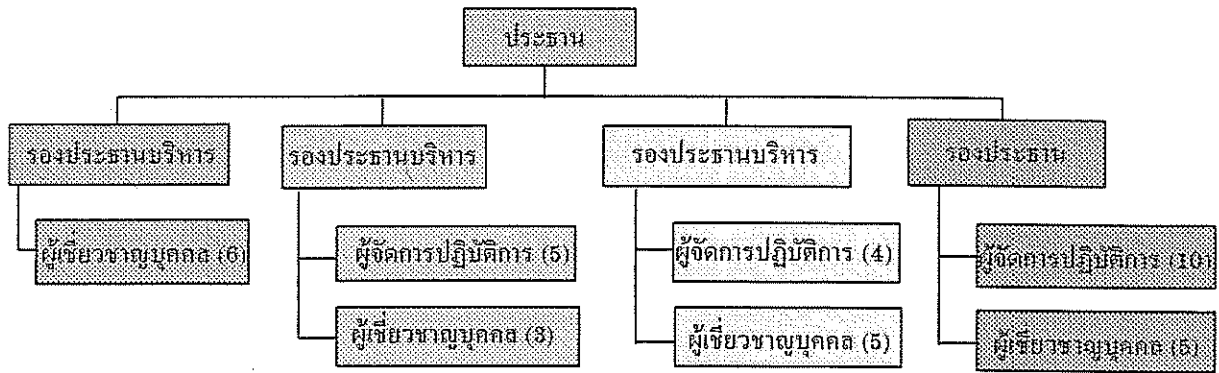 ประธาน
รองประธานบริหาร
รองประธานบริหาร
รองประธานบริหาร
รองประธาน
ผู้เชี่ยวชาญบุคคล (6)
ผู้จัดการปฏิบัติการ (5)
ผู้จัดการปฏิบัติการ (4)
ผู้จัดการปฏิบัติการ (10)
ผู้เชี่ยวชาญบุคคล (3)
ผู้เชี่ยวชาญบุคคล (5)
ผู้เชี่ยวชาญบุคคล (5)